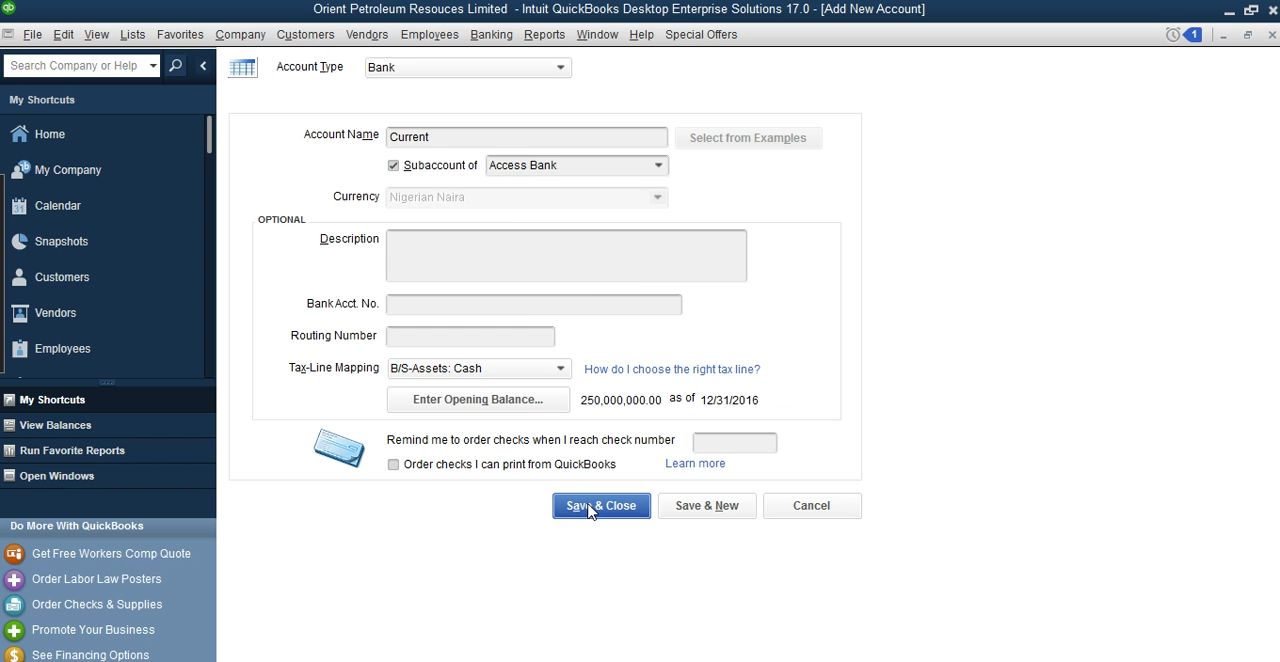 qb Orient Petroleum Resouces Limited - Intuit QuickBooks Desktop Enterprise Solutions 17.0 - [Add New Account]
File Edit View Lists Favorites Company Customers Vendors Employees Banking Reports Window Help Special Offers 1
Search Company or Help
Account Type Bank
My Shortcuts
Home
My Company
31 Calendar
Snapshots
Customers
Vendors
Employees
My Shortcuts
View Balances
Run Favorite Reports
Open Windows
Do More With QuickBooks
Get Free Workers Comp Quote
Order Labor Law Posters
Order Checks & Supplies
Promote Your Business
$ See Financing Options
Account Name Current Select from Examples
Subaccount of Access Bank
Currency Nigerian Naira
OPTIONAL
Description
Bank Acct. No.
Routing Number
Tax-Line Mapping B/S-Assets: Cash How do I choose the right tax line?
Enter Opening Balance... 250,000,000.00 as of 12/31/2016
Remind me to order checks when I reach check number
Order checks I can print from QuickBooks Learn more
Save & Close Save & New Cancel